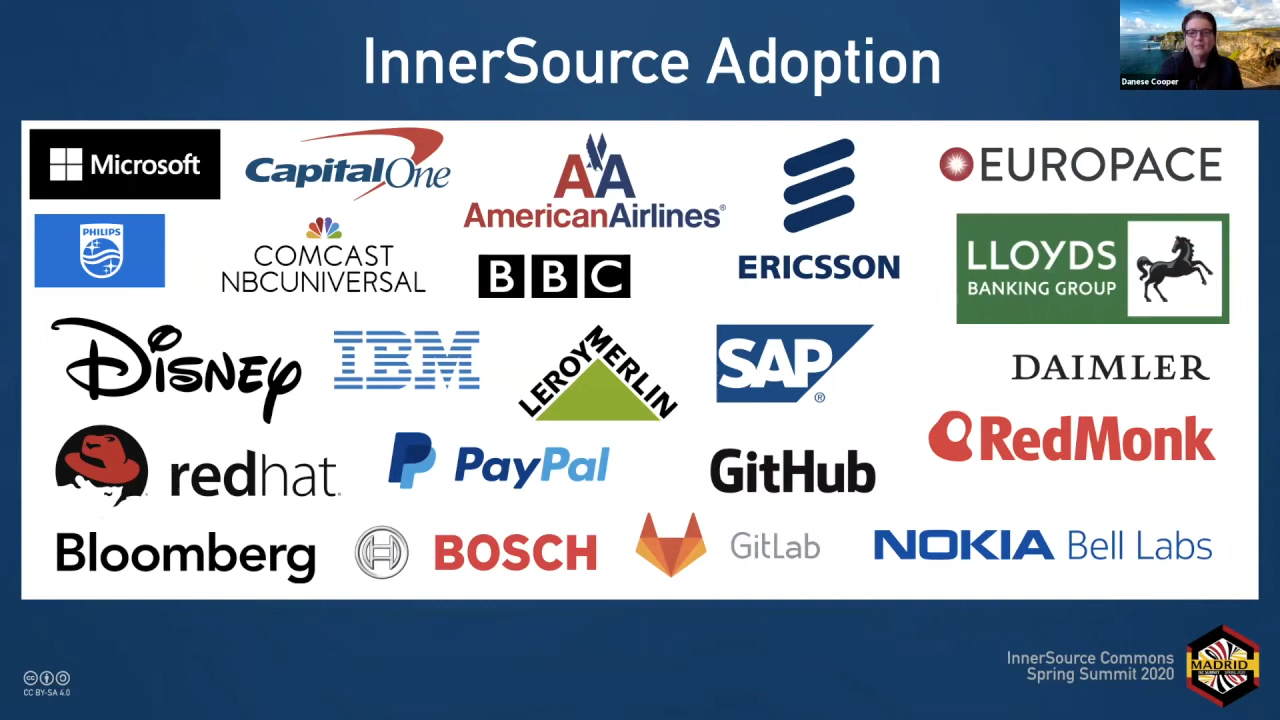 InnerSource Adoption
Danese Cooper
Microsoft
CapitalOne
AA
AmericanAirlines®
ERICSSON
EUROPACE
PHILIPS
COMCAST
NBCUNIVERSAL
BBC
LLOYDS
BANKING GROUP
Disney
IBM
LEROY MERLIN
SAP
®
DAIMLER
redhat.
PayPal
GitHub
RedMonk
Bloomberg
BOSCH
GitLab
NOKIA Bell Labs
InnerSource Commons
Spring Summit 2020
MADRID
CC BY-SA 4.0